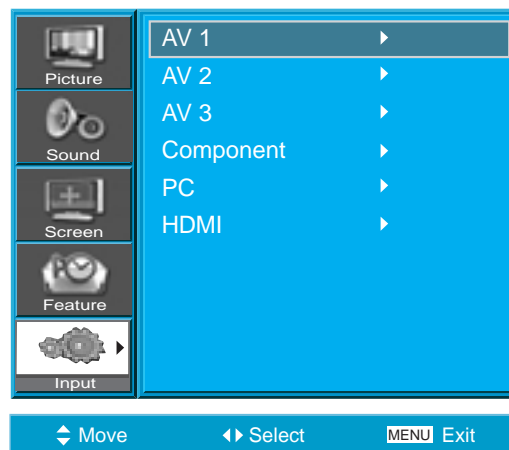 Picture
Sound
Screen
Feature
Input
AV 1
AV 2
AV 3
Component
PC
HDMI
Move Select MENU Exit